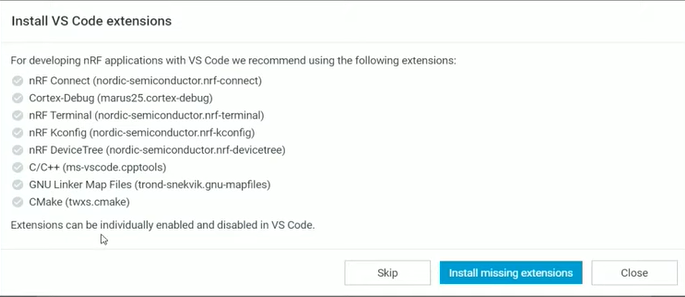 Install VS Code extensions
For developing nRF applications with VS Code we recommend using the following extensions:
nRF Connect (nordic-semiconductor.nrf-connect)
Cortex-Debug (marus25.cortex-debug)
nRF Terminal (nordic-semiconductor.nrf-terminal)
nRF Kconfig (nordic-semiconductor.nrf-kconfig)
nRF DeviceTree (nordic-semiconductor.nrf-devicetree)
C/C++ (ms-vscode.cpptools)
GNU Linker Map Files (trond-snekvik.gnu-mapfiles)
CMake (twxs.cmake)
Extensions can be individually enabled and disabled in VS Code.
Skip
Install missing extensions
Close